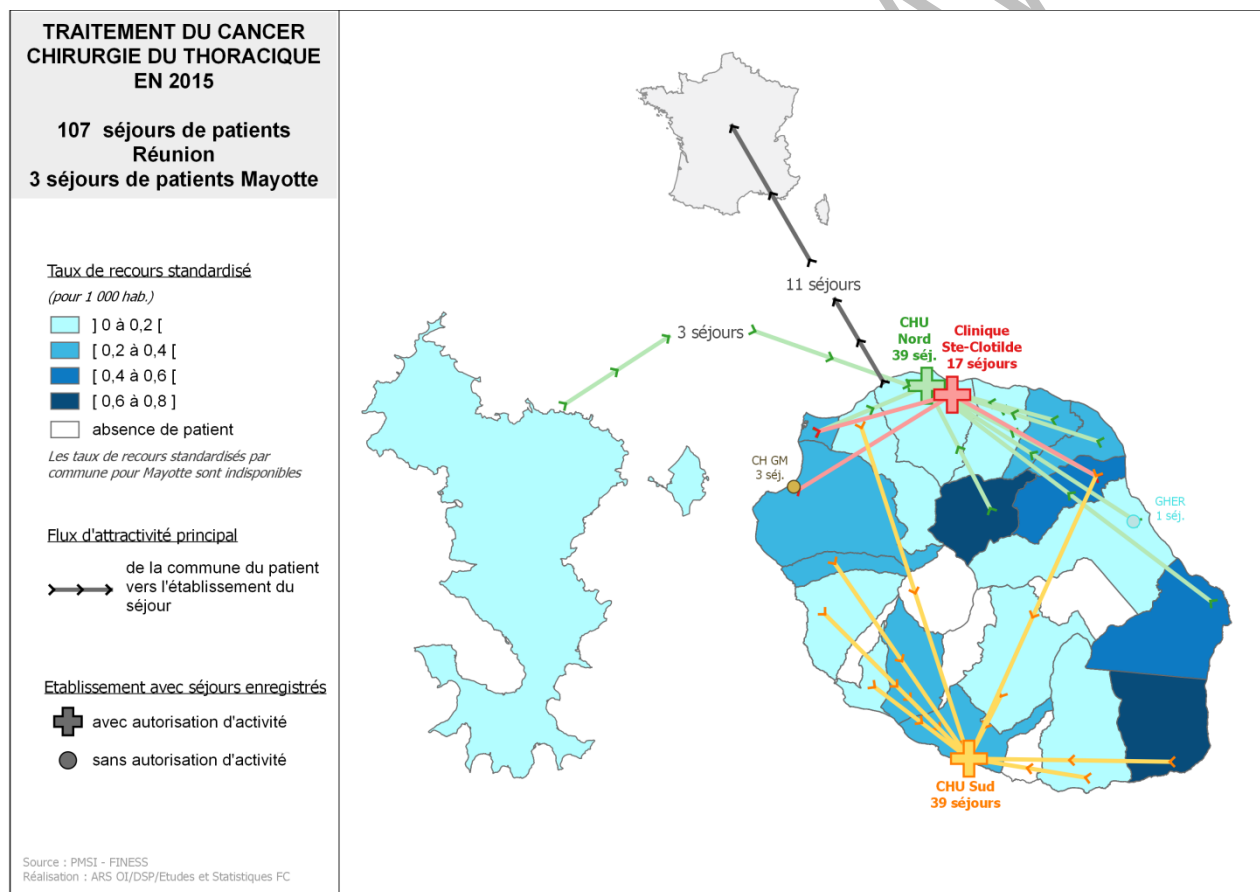 TRAITEMENT DU CANCER
CHIRURGIE DU THORACIQUE
EN 2015
107 séjours de patients
Réunion
3 séjours de patients Mayotte
Taux de recours standardisé
(pour 1 000 hab.)
] 0 à 0,2 [
[ 0,2 à 0,4 [
[ 0,4 à 0,6 [
[ 0,6 à 0,8 ]
absence de patient
Les taux de recours standardisés par
commune pour Mayotte sont indisponibles
Flux d'attractivité principal
de la commune du patient
vers l'établissement du
séjour
Etablissement avec séjours enregistrés
avec autorisation d'activité
sans autorisation d'activité
Source : PMSI - FINESS
Réalisation : ARS OI/DSP/Etudes et Statistiques FC
11 séjours
3 séjours
CHU
Nord
39 séj.
Clinique
Ste-Clotilde
17 séjours
CH GM
3 séj.
GHER
1 séj.
CHU Sud
39 séjours